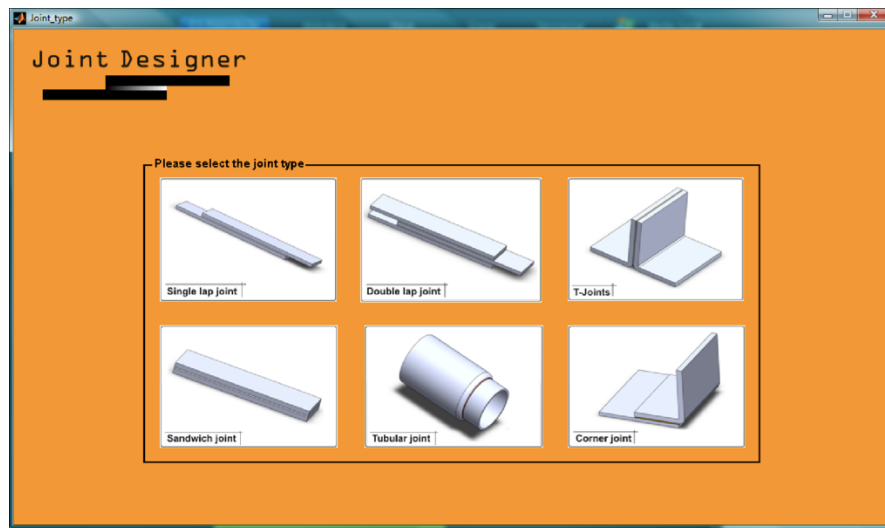 Joint_type
Joint Designer
Please select the joint type
Single lap joint
Double lap joint
T-Joints
Sandwich joint
Tubular joint
Corner joint